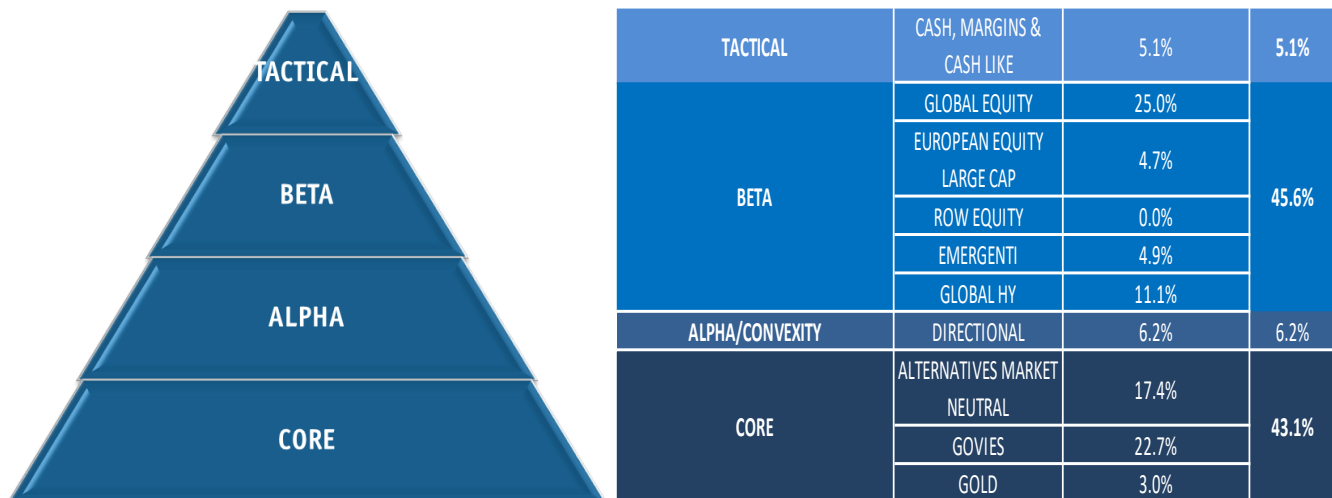 TACTICAL
BETA
ALPHA
CORE
TACTICAL
CASH, MARGINS &
CASH LIKE
5.1%
5.1%
BETA
GLOBAL EQUITY
25.0%
EUROPEAN EQUITY
LARGE CAP
4.7%
ROW EQUITY
0.0%
EMERGENTI
4.9%
GLOBAL HY
11.1%
45.6%
ALPHA/CONVEXITY
DIRECTIONAL
6.2%
6.2%
CORE
ALTERNATIVES MARKET
NEUTRAL
17.4%
GOVIES
22.7%
GOLD
3.0%
43.1%